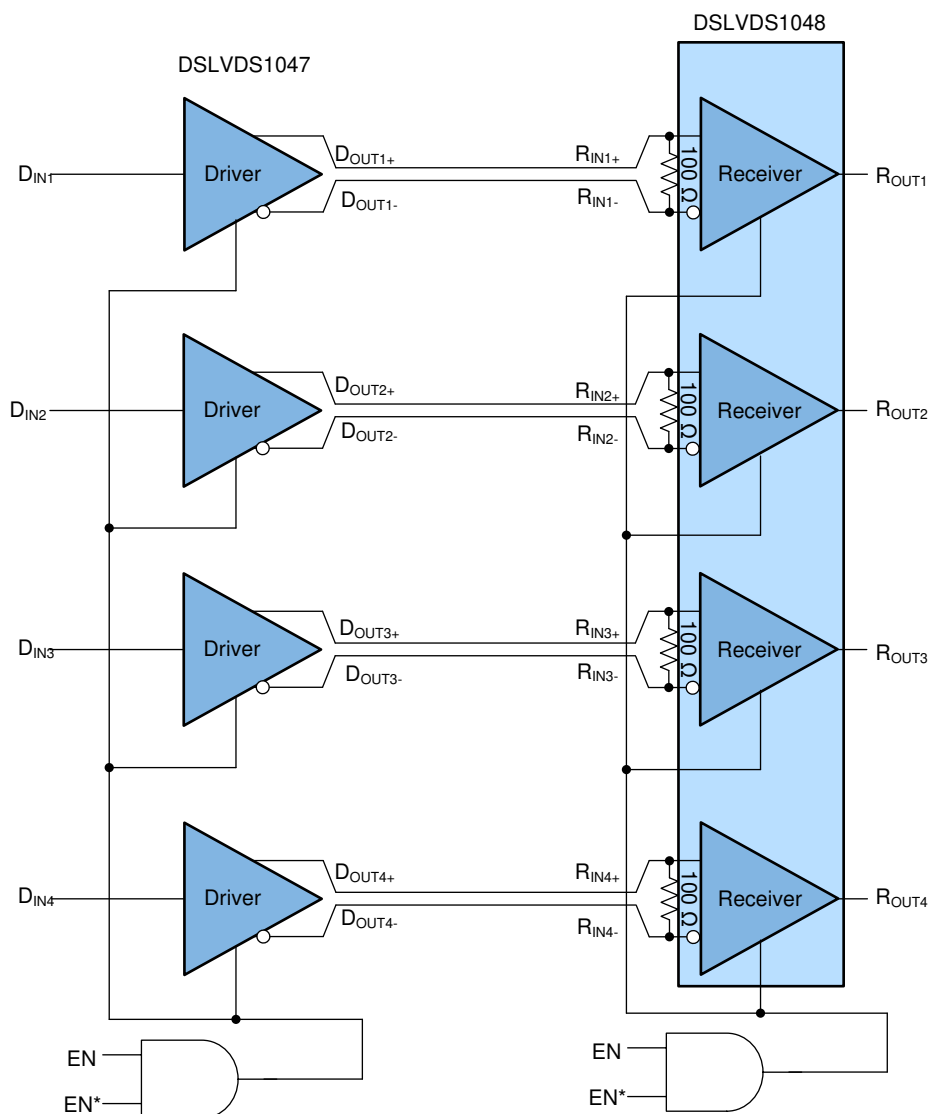 DSLVDS1048
DSLVDS1047
DIN1
Driver
DOUT1+
DOUT1-
RIN1+
RIN1-
100 Ω
Receiver
ROUT1
DIN2
Driver
DOUT2+
DOUT2-
RIN2+
RIN2-
100 Ω
Receiver
ROUT2
DIN3
Driver
DOUT3+
DOUT3-
RIN3+
RIN3-
100 Ω
Receiver
ROUT3
DIN4
Driver
DOUT4+
DOUT4-
RIN4+
RIN4-
100 Ω
Receiver
ROUT4
EN
EN*
EN
EN*